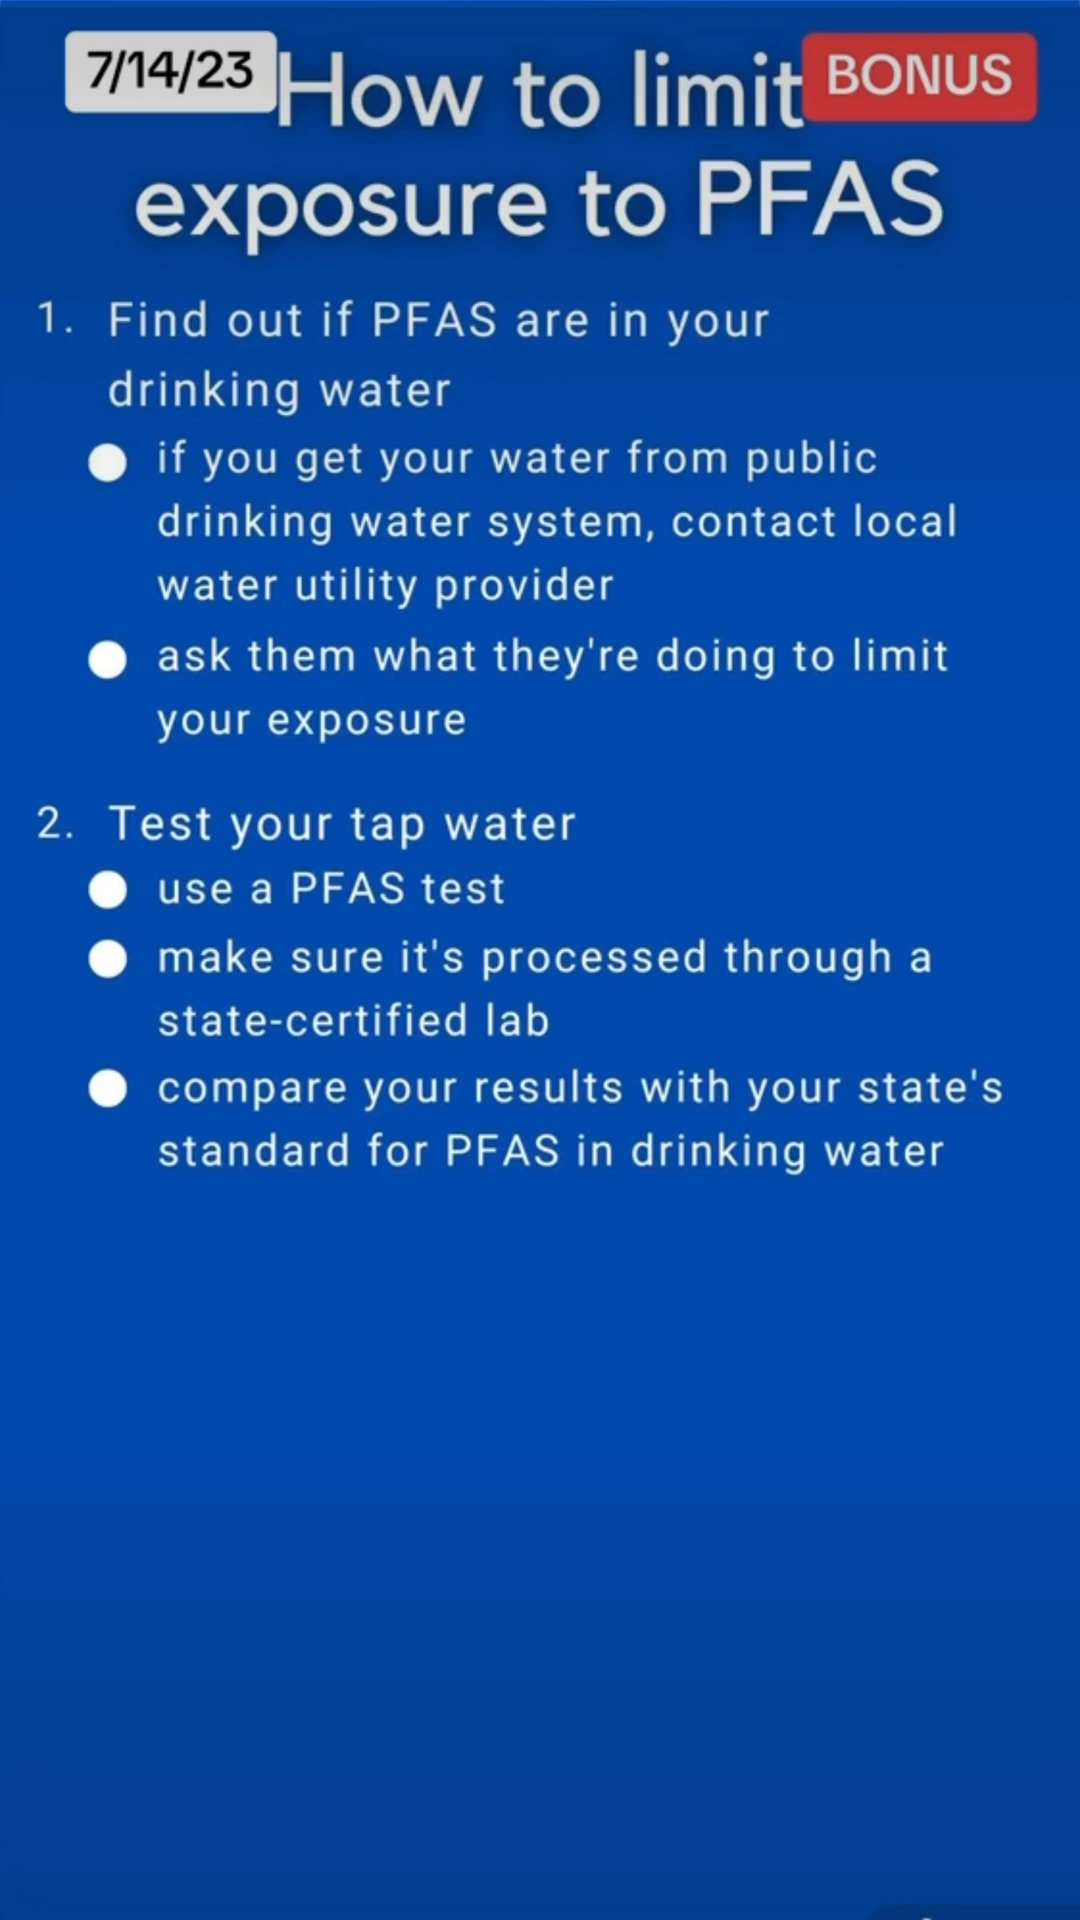 7/14/23 How to limit BONUS
exposure to PFAS
1. Find out if PFAS are in your
drinking water
if you get your water from public
drinking water system, contact local
water utility provider
ask them what they're doing to limit
your exposure
2. Test your tap water
use a PFAS test
make sure it's processed through a
state-certified lab
compare your results with your state's
standard for PFAS in drinking water